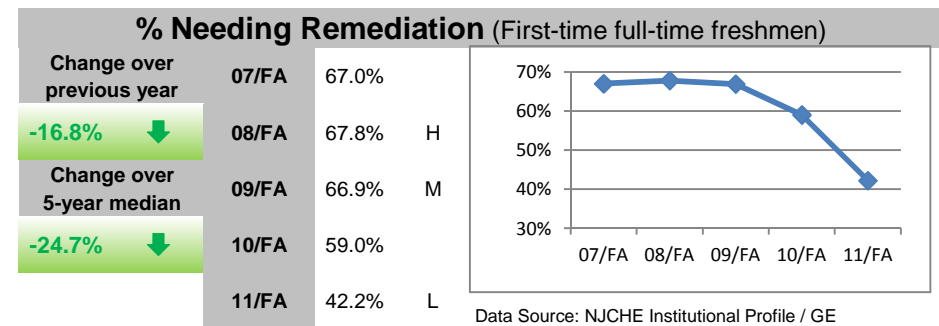 % Needing Remediation (First-time full-time freshmen)
Change over
previous year
-16.8%
Change over
5-year median
-24.7%
07/FA 67.0%
08/FA 67.8% H
09/FA 66.9% M
10/FA 59.0%
11/FA 42.2% L
70%
60%
50%
40%
30%
07/FA 08/FA 09/FA 10/FA 11/FA
Data Source: NJCHE Institutional Profile / GE